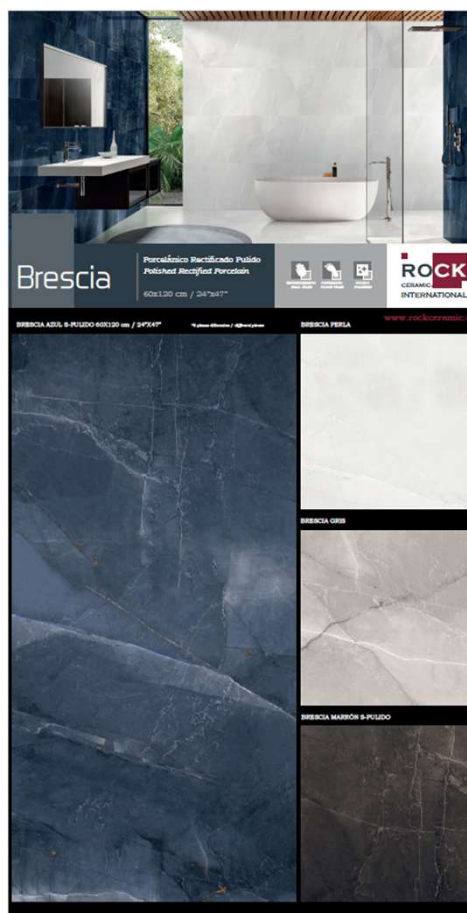 Brescia
Porcelánico Rectificado Pulido
Polished Rectified Porcelain
60x120 cm / 24"x47"
ROCK
CERAMIC
INTERNATIONAL
www.rockceramic.
BRESCIA AZUL S-PULIDO 60X120 cm / 24"X47"
BRESCIA PERLA
BRESCIA GRIS
BRESCIA MARRÓN S-PULIDO